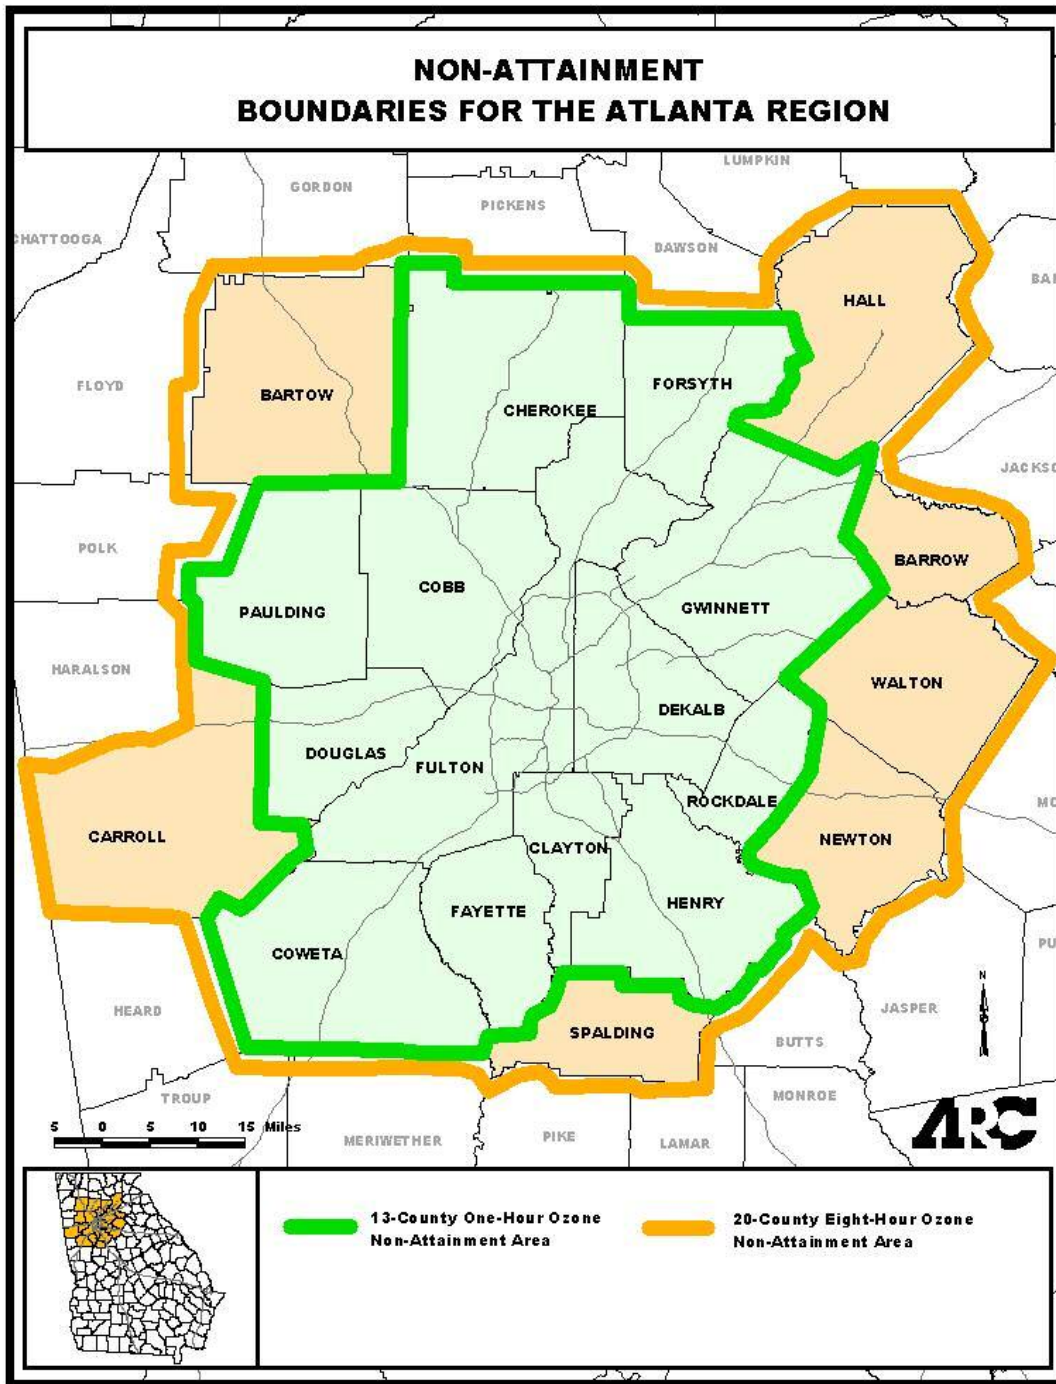 NON-ATTAINMENT
BOUNDARIES FOR THE ATLANTA REGION
LUMPKIN
GORDON
PICKENS
CHATTOOGA
DAWSON
HALL
FLOYD
BARTOW
FORSYTH
CHEROKEE
POLK
BARROW
COBB
PAULDING
GWINNETT
HARALSON
WALTON
DEKALB
DOUGLAS
FULTON
ROCKDALE
CARROLL
CLAYTON
NEWTON
HENRY
FAYETTE
COWETA
N
HEARD
SPALDING
JASPER
BUTTS
TROUP
MONROE
5 0 5 10 15 Miles
MERIWETHER
PIKE
LAMAR
ARC
13-County One-Hour Ozone
Non-Attainment Area
20-County Eight-Hour Ozone
Non-Attainment Area